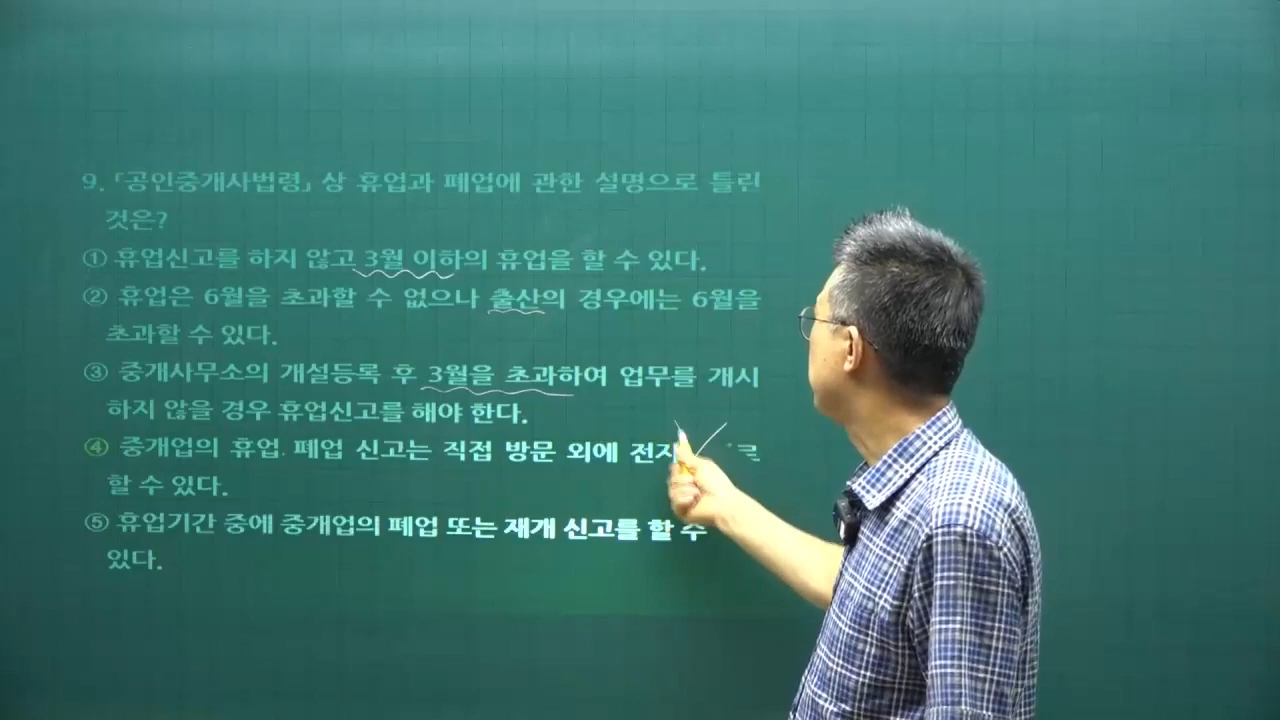 9. 「공인중개사법령」 상 휴업과 폐업에 관한 설명으로 틀린
것은?
① 휴업신고를 하지 않고 3월 이하의 휴업을 할 수 있다.
② 휴업은 6월을 초과할 수 없으나 출산의 경우에는 6월을
초과할 수 있다.
③ 중개사무소의 개설등록 후 3월을 초과하여 업무를 개시
하지 않을 경우 휴업신고를 해야 한다.
④ 중개업의 휴업. 폐업 신고는 직접 방문 외에
할 수 있다.
⑤ 휴업기간 중에 중개업의 폐업 또는 재개 신고를 할 수
있다.